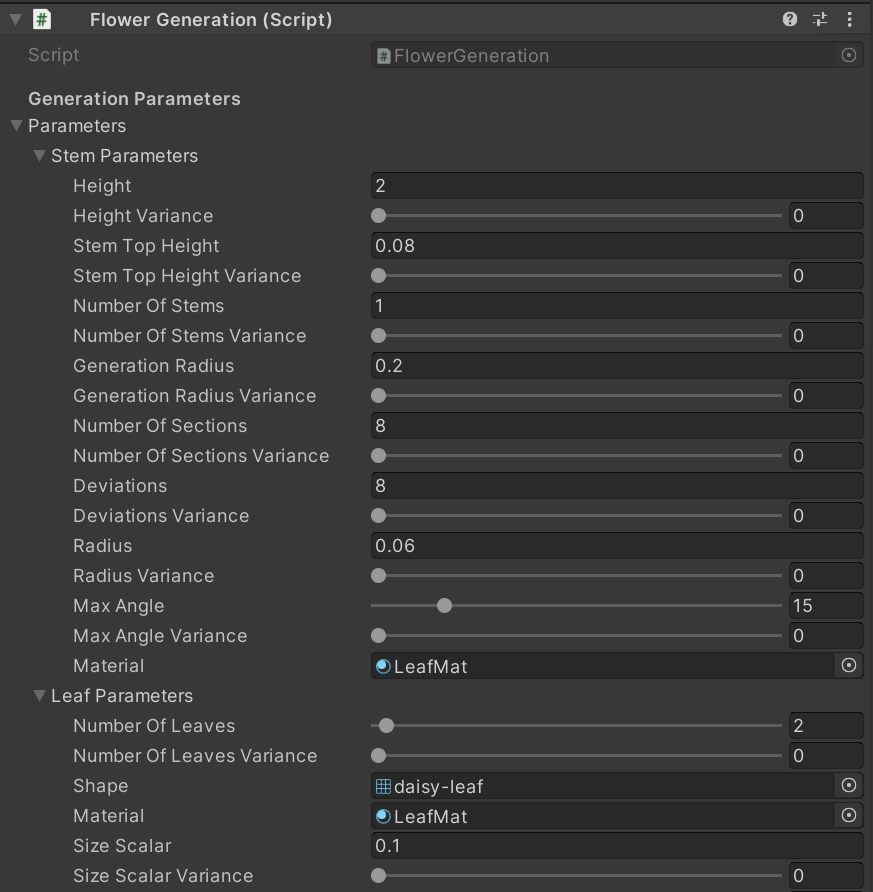 Flower Generation (Script)
Script FlowerGeneration
Generation Parameters
Parameters
Stem Parameters
Height 2
Height Variance 0
Stem Top Height 0.08
Stem Top Height Variance 0
Number Of Stems 1
Number Of Stems Variance 0
Generation Radius 0.2
Generation Radius Variance 0
Number Of Sections 8
Number Of Sections Variance 0
Deviations 8
Deviations Variance 0
Radius 0.06
Radius Variance 0
Max Angle 15
Max Angle Variance 0
Material LeafMat
Leaf Parameters
Number Of Leaves 2
Number Of Leaves Variance 0
Shape daisy-leaf
Material LeafMat
Size Scalar 0.1
Size Scalar Variance 0